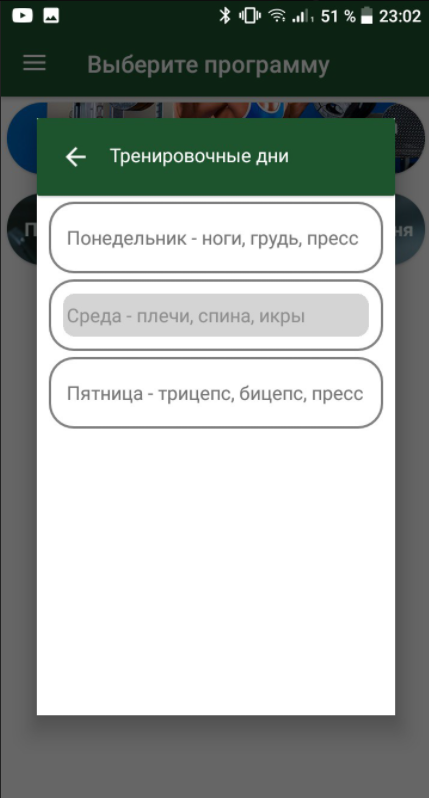 51 % 23:02
Выберите программу
Тренировочные дни
Понедельник - ноги, грудь, пресс
Среда - плечи, спина, икры
Пятница - трицепс, бицепс, пресс